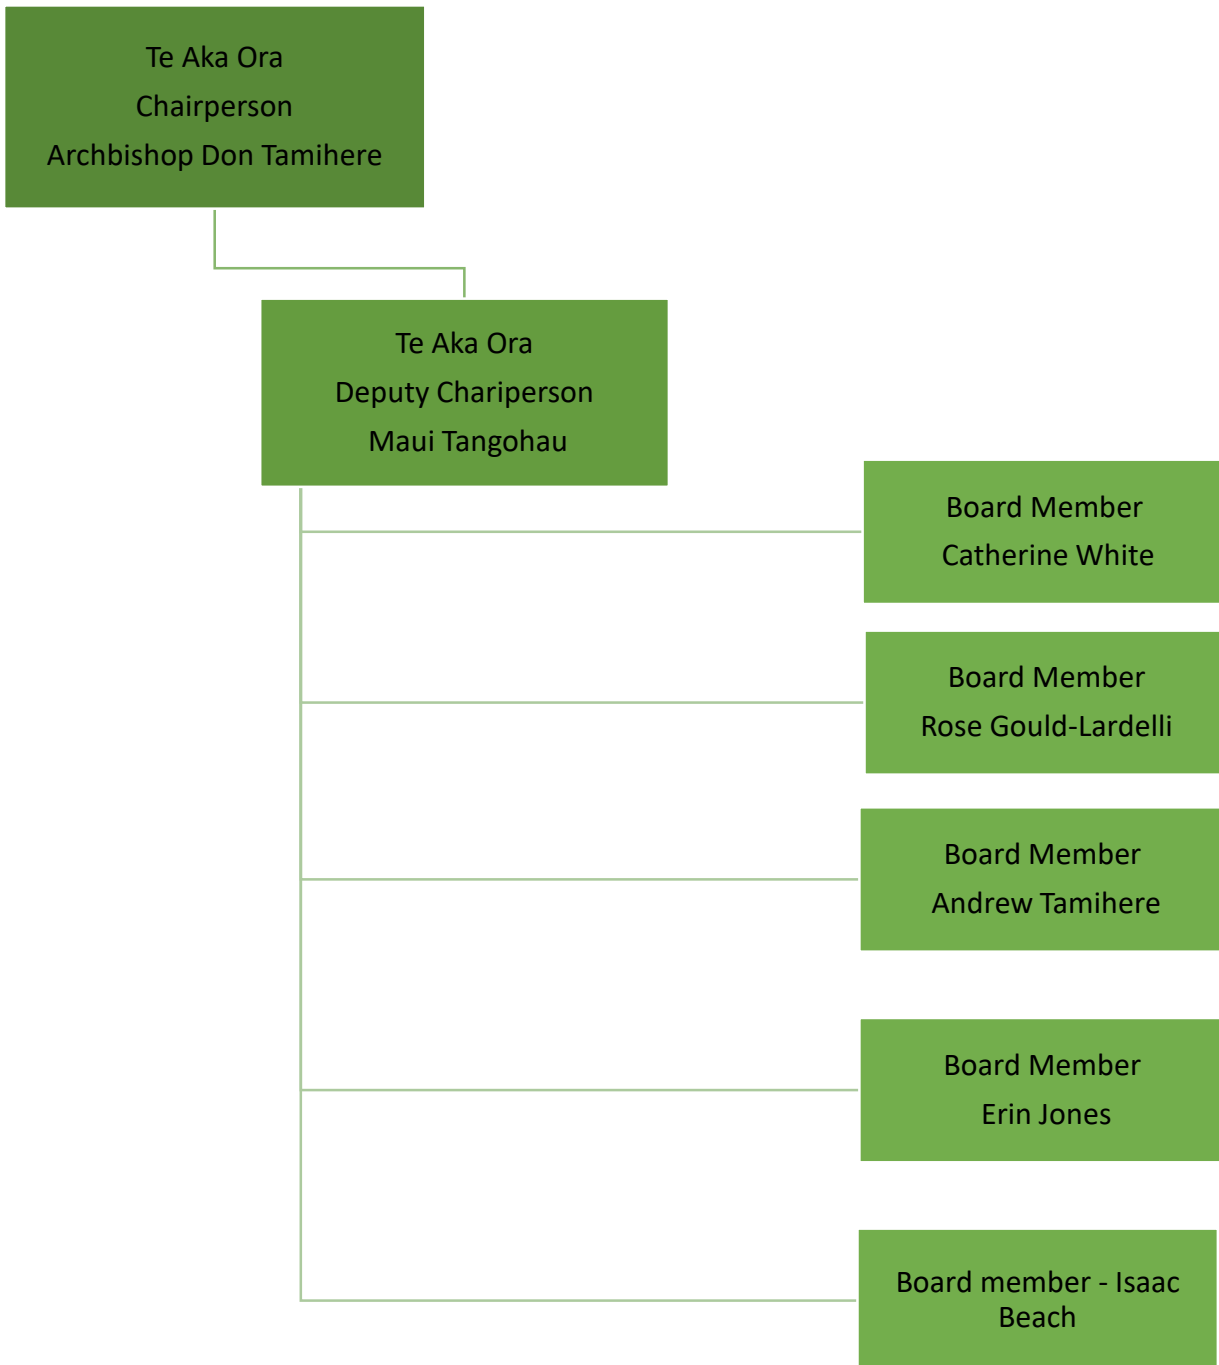 Te Aka Ora
Chairperson
Archbishop Don Tamihere
Te Aka Ora
Deputy Chariperson
Maui Tangohau
Board Member
Catherine White
Board Member
Rose Gould-Lardelli
Board Member
Andrew Tamihere
Board Member
Erin Jones
Board member - Isaac
Beach